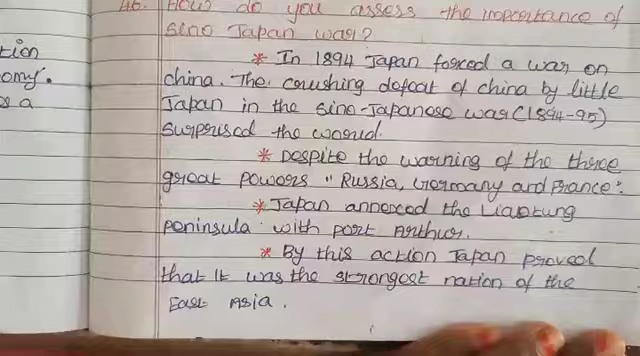 46. How do you assess the importance of
sino Japan war?
* In 1894 Japan forced a war on
china. The crushing defeat of china by little
Japan in the sino-Japanese war (1894-95)
surprised the world.
* Despite the warning of the three
great powers "Russia, Germany and France".
* Japan annexed the Liaotung
peninsula with port Arthur.
* By this action Japan proved
that it was the strongest nation of the
East Asia.
tion
omy.
s a